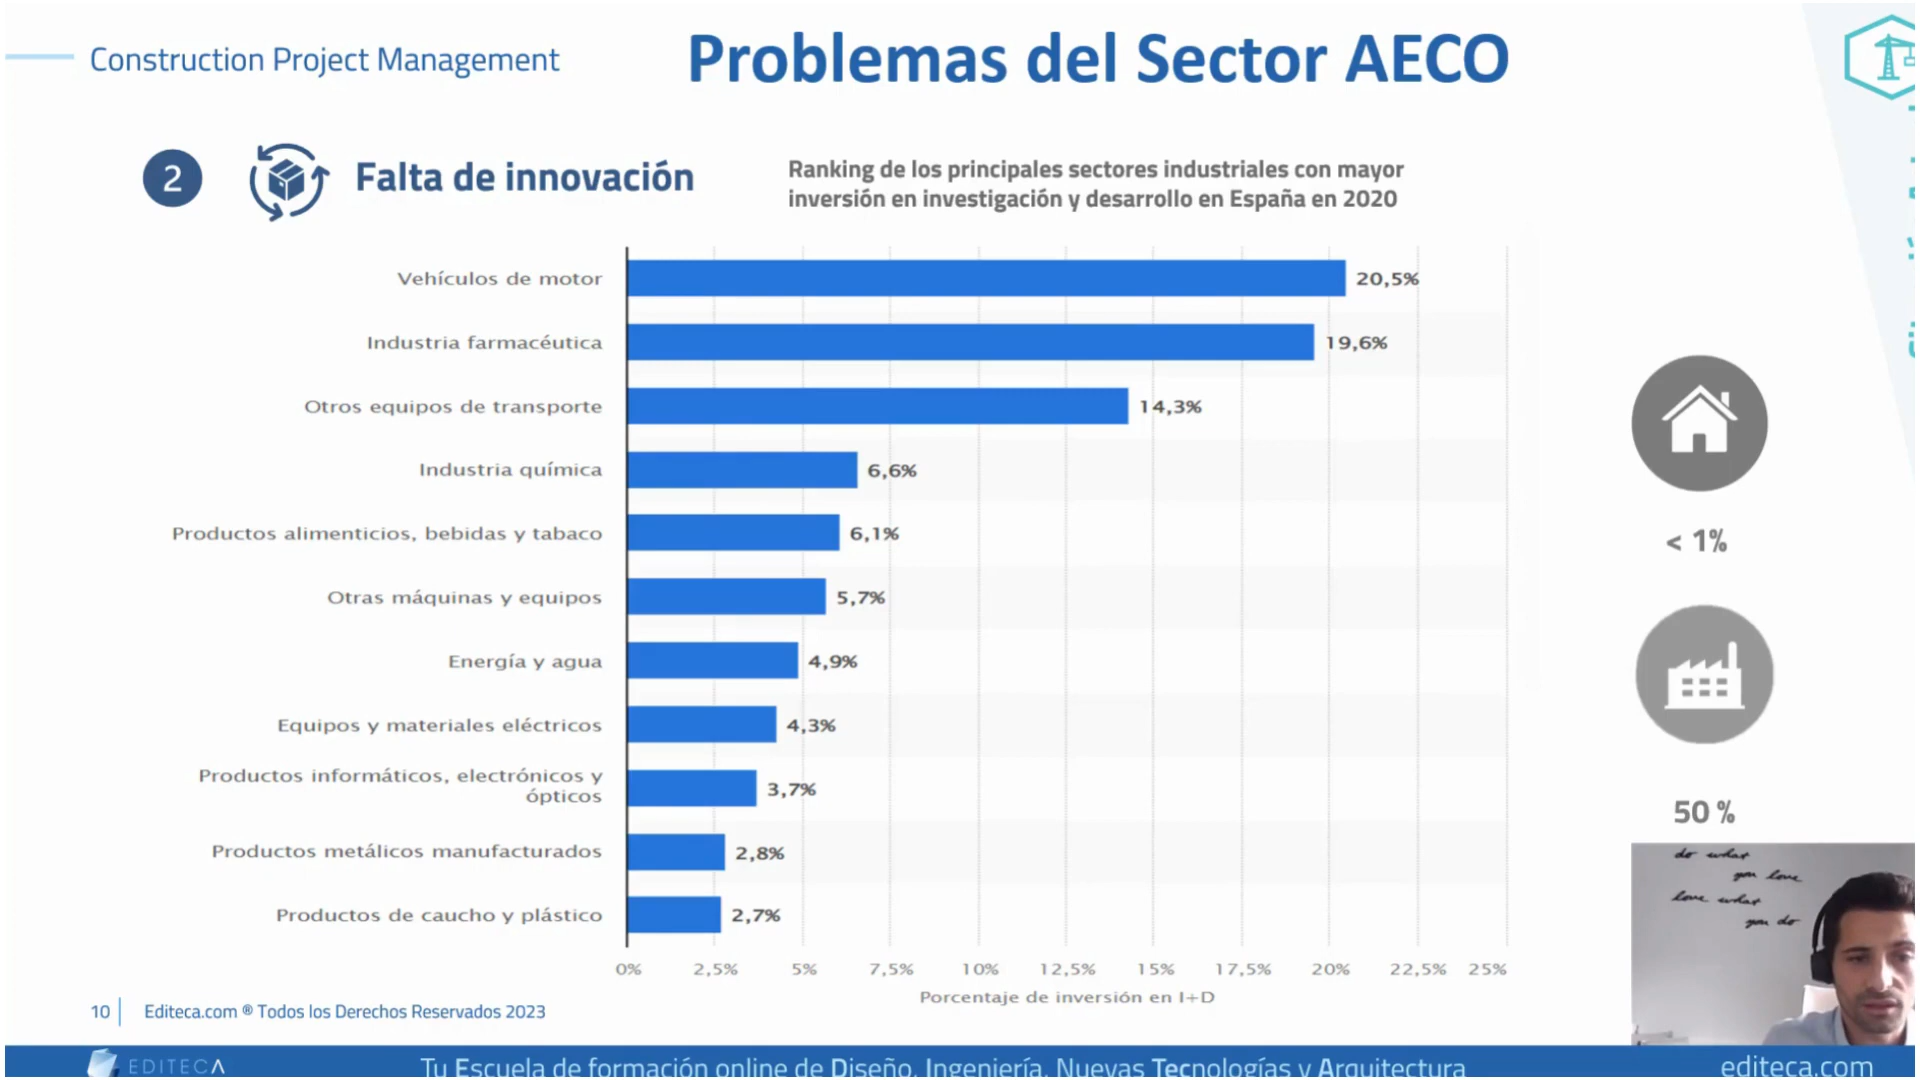 Construction Project Management
Problemas del Sector AECO
2
Falta de innovación
Ranking de los principales sectores industriales con mayor
inversión en investigación y desarrollo en España en 2020
Vehículos de motor
20,5%
Industria farmacéutica
19,6%
Otros equipos de transporte
14,3%
Industria química
6,6%
Productos alimenticios, bebidas y tabaco
6,1%
Otras máquinas y equipos
5,7%
Energía y agua
4,9%
Equipos y materiales eléctricos
4,3%
Productos informáticos, electrónicos y
ópticos
3,7%
Productos metálicos manufacturados
2,8%
Productos de caucho y plástico
2,7%
0% 2,5% 5% 7,5% 10% 12,5% 15% 17,5% 20% 22,5% 25%
Porcentaje de inversión en I+D
< 1%
50 %
do what
you love
love what
you do
10
Editeca.com ® Todos los Derechos Reservados 2023
EDITECA
Tu Escuela de formación online de Diseño, Ingeniería, Nuevas Tecnologías y Arquitectura
editeca.com